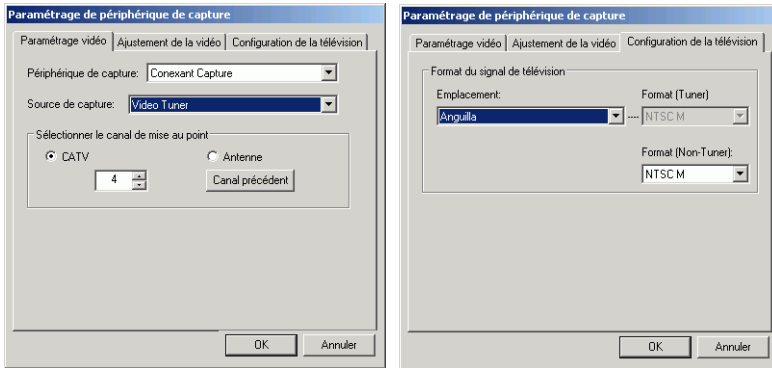 Paramétrage de périphérique de capture
Paramétrage vidéo Ajustement de la vidéo Configuration de la télévision
Périphérique de capture: Conexant Capture
Source de capture: Video Tuner
Sélectionner le canal de mise au point
CATV Antenne
4 Canal précédent
OK Annuler
Paramétrage de périphérique de capture
Paramétrage vidéo Ajustement de la vidéo Configuration de la télévision
Format du signal de télévision
Emplacement: Format (Tuner)
Anguilla ---- NTSC M
Format (Non-Tuner):
NTSC M
OK Annuler